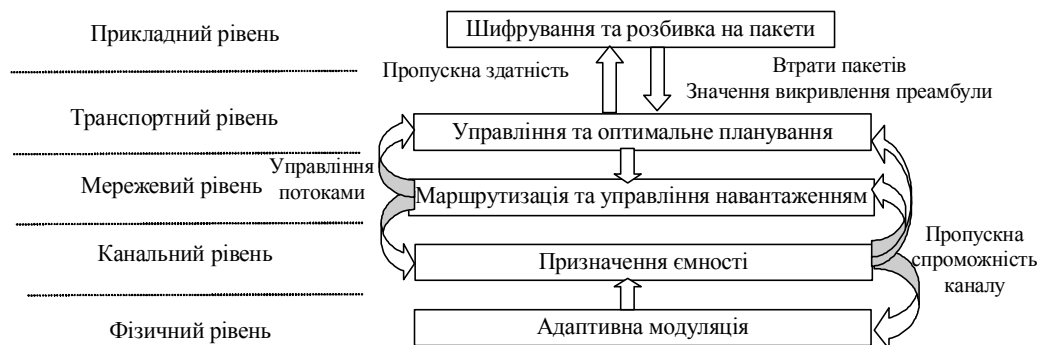 Прикладний рівень
Шифрування та розбивка на пакети
Пропускна здатність
Втрати пакетів
Значення викривлення преамбули
Транспортний рівень
Управління та оптимальне планування
Управління
потоками
Мережевий рівень
Маршрутизація та управління навантаженням
Канальний рівень
Призначення ємності
Пропускна
спроможність
каналу
Фізичний рівень
Адаптивна модуляція